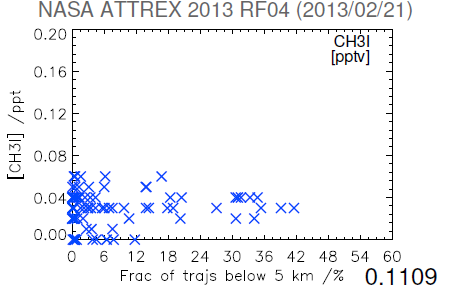 NASA ATTREX 2013 RF04 (2013/02/21)
CH3I
[pptv]
[CH3I] /ppt
0.20
0.16
0.12
0.08
0.04
0.00
0 6 12 18 24 30 36 42 48 54 60
Frac of trajs below 5 km /%
0.1109